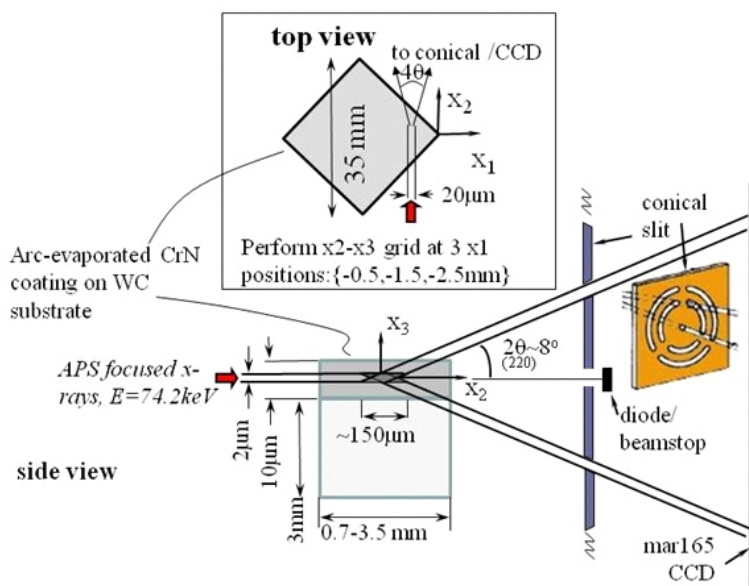 top view
to conical /CCD
4θ
X2
X1
35 mm
20μm
Perform x2-x3 grid at 3 x1
positions:{-0.5,-1.5,-2.5mm}
conical
slit
Arc-evaporated CrN
coating on WC
substrate
X3
APS focused x-
rays, E=74.2keV
2θ~8º
(220)
X2
diode/
beamstop
2μm
10μm
~150μm
side view
3mm
0.7-3.5 mm
mar165
CCD